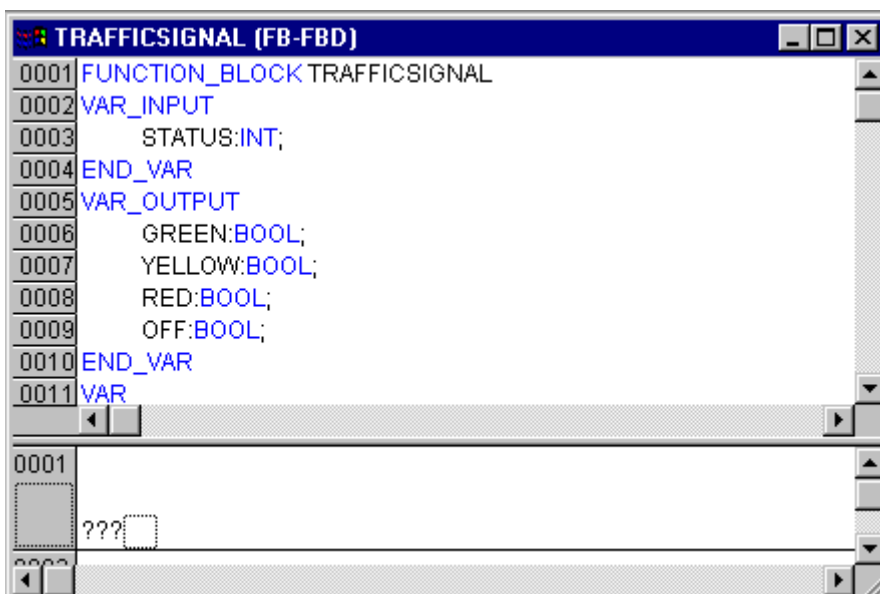 TRAFFICSIGNAL (FB-FBD)
0001 FUNCTION_BLOCK TRAFFICSIGNAL
0002 VAR_INPUT
0003 STATUS:INT;
0004 END_VAR
0005 VAR_OUTPUT
0006 GREEN:BOOL;
0007 YELLOW:BOOL;
0008 RED:BOOL;
0009 OFF:BOOL;
0010 END_VAR
0011 VAR
0001
???